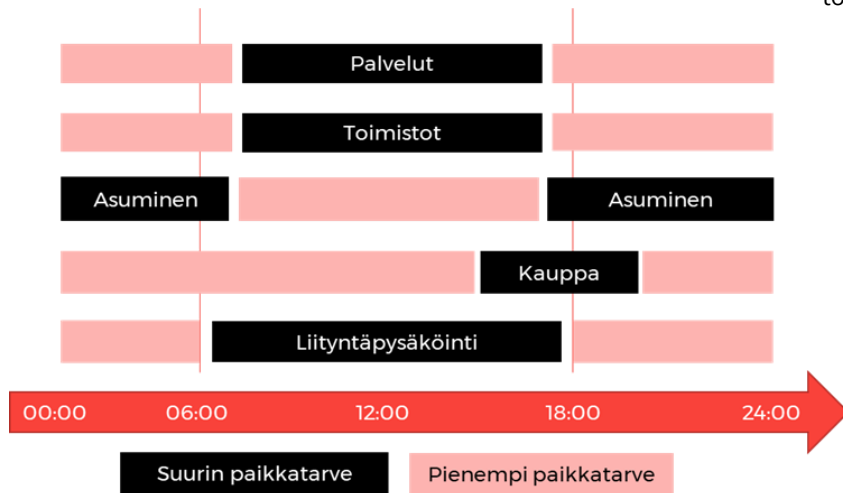 to
Palvelut
Toimistot
Asuminen Asuminen
Kauppa
Liityntäpysäköinti
00:00 06:00 12:00 18:00 24:00
Suurin paikkatarve Pienempi paikkatarve